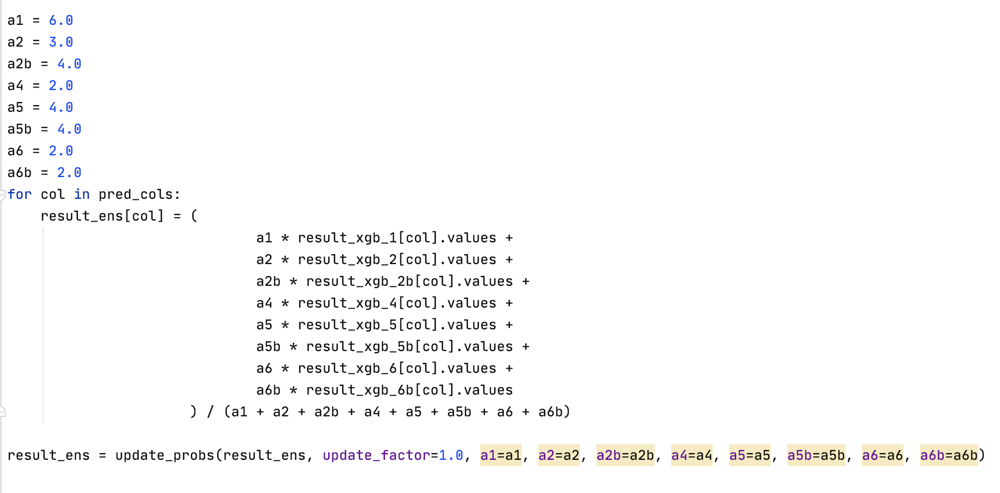 a1 = 6.0
a2 = 3.0
a2b = 4.0
a4 = 2.0
a5 = 4.0
a5b = 4.0
a6 = 2.0
a6b = 2.0
for col in pred_cols:
    result_ens[col] = (
                              a1 * result_xgb_1[col].values +
                              a2 * result_xgb_2[col].values +
                              a2b * result_xgb_2b[col].values +
                              a4 * result_xgb_4[col].values +
                              a5 * result_xgb_5[col].values +
                              a5b * result_xgb_5b[col].values +
                              a6 * result_xgb_6[col].values +
                              a6b * result_xgb_6b[col].values
                      ) / (a1 + a2 + a2b + a4 + a5 + a5b + a6 + a6b)

result_ens = update_probs(result_ens, update_factor=1.0, a1=a1, a2=a2, a2b=a2b, a4=a4, a5=a5, a5b=a5b, a6=a6, a6b=a6b)